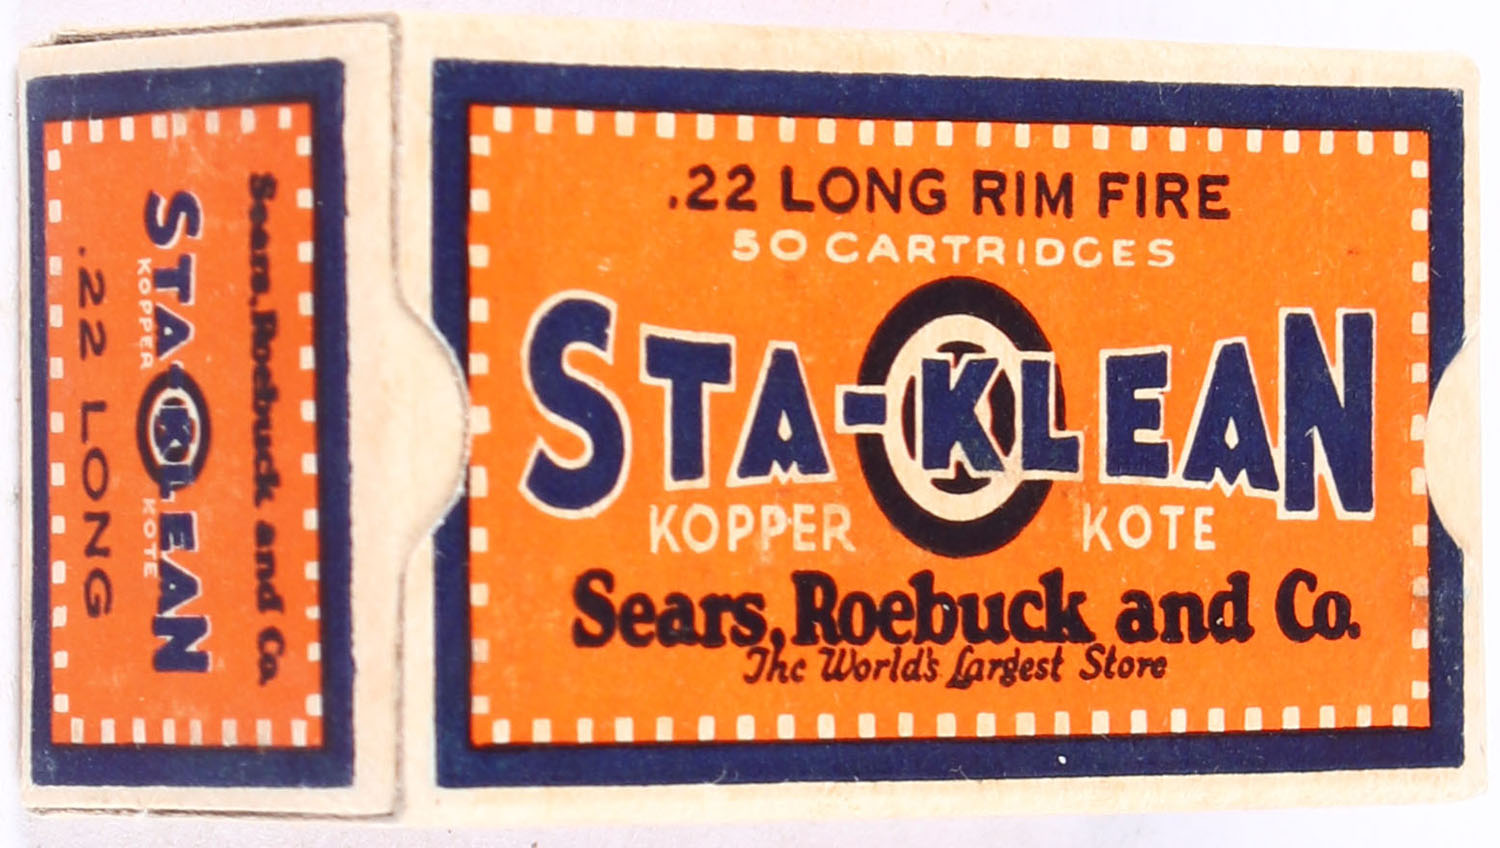 .22 LONG RIM FIRE
50 CARTRIDGES
STA-KLEAN
KOPPER KOTE
Sears, Roebuck and Co.
The World's Largest Store
Sears, Roebuck and Co.
STA-KLEAN
KOPPER KOTE
.22 LONG